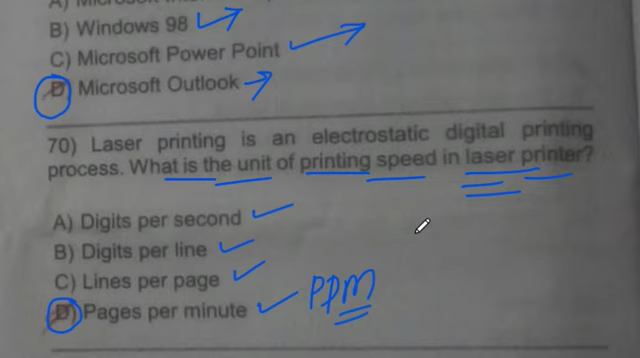 B) Windows 98
C) Microsoft Power Point
D) Microsoft Outlook
70) Laser printing is an electrostatic digital printing
process. What is the unit of printing speed in laser printer?
A) Digits per second
B) Digits per line
C) Lines per page
D) Pages per minute PPM